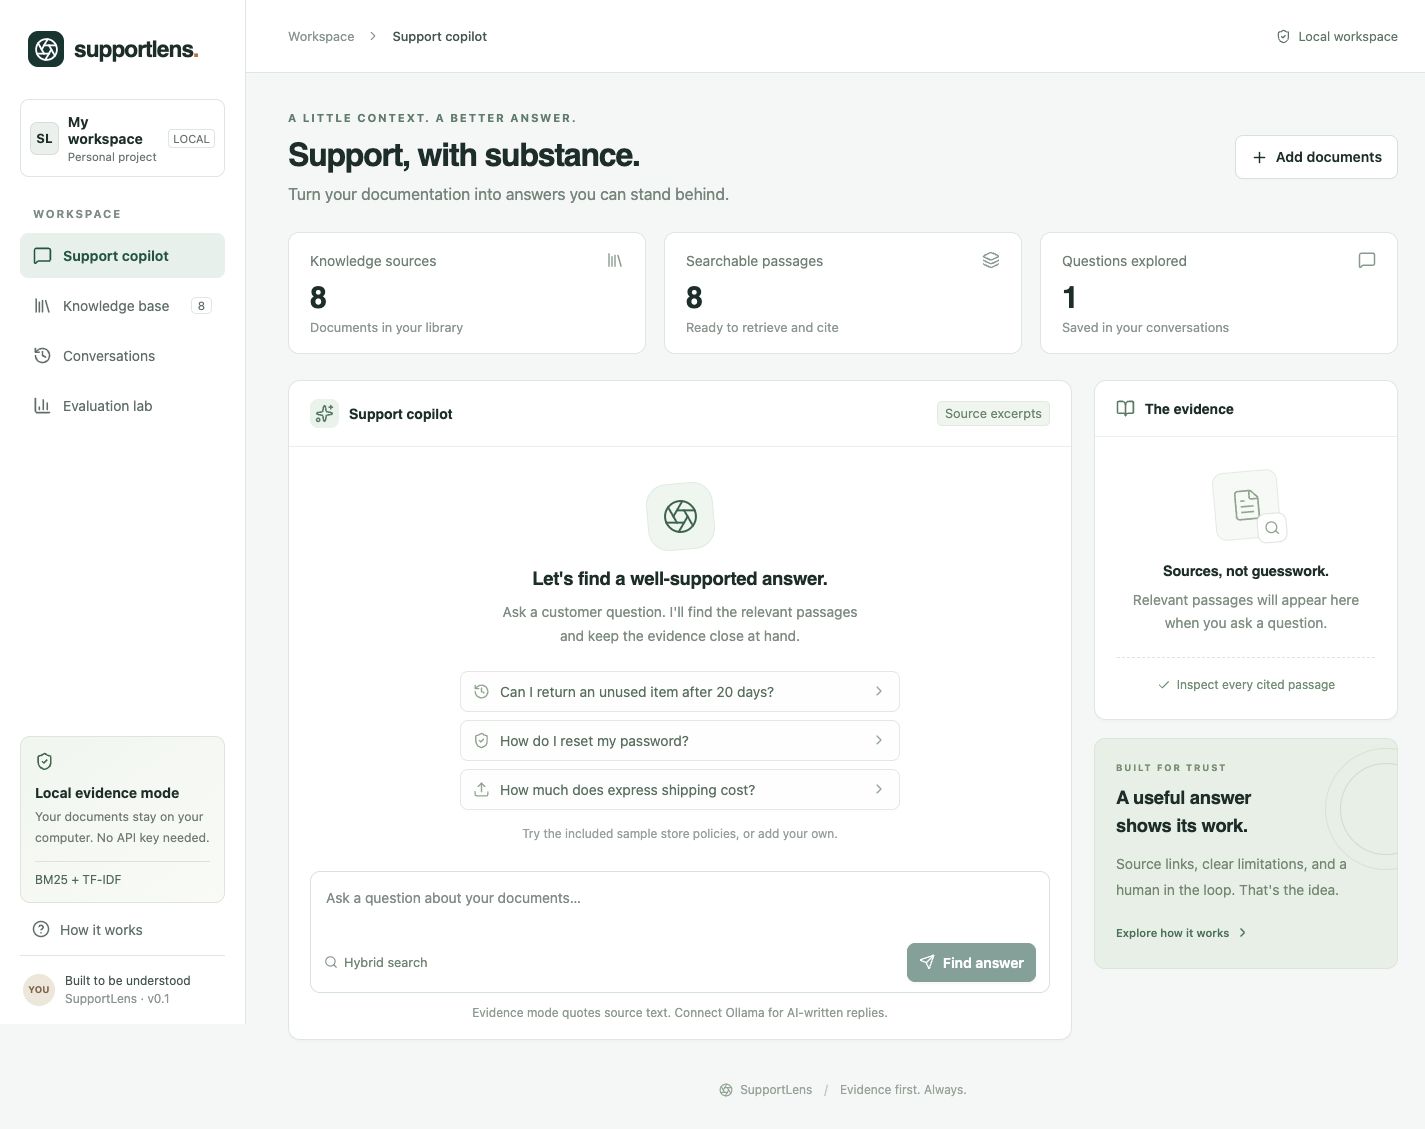 supportlens.
SL
My
workspace
Personal project
LOCAL
WORKSPACE
Support copilot
Knowledge base
8
Conversations
Evaluation lab
Local evidence mode
Your documents stay on your
computer. No API key needed.
BM25 + TF-IDF
How it works
YOU
Built to be understood
SupportLens · v0.1
Workspace
Support copilot
Local workspace
A LITTLE CONTEXT. A BETTER ANSWER.
Support, with substance.
Turn your documentation into answers you can stand behind.
Add documents
Knowledge sources
8
Documents in your library
Searchable passages
8
Ready to retrieve and cite
Questions explored
1
Saved in your conversations
Support copilot
Source excerpts
Let's find a well-supported answer.
Ask a customer question. I'll find the relevant passages
and keep the evidence close at hand.
Can I return an unused item after 20 days?
How do I reset my password?
How much does express shipping cost?
Try the included sample store policies, or add your own.
Ask a question about your documents...
Hybrid search
Find answer
Evidence mode quotes source text. Connect Ollama for AI-written replies.
The evidence
Sources, not guesswork.
Relevant passages will appear here
when you ask a question.
Inspect every cited passage
BUILT FOR TRUST
A useful answer
shows its work.
Source links, clear limitations, and a
human in the loop. That's the idea.
Explore how it works
SupportLens / Evidence first. Always.